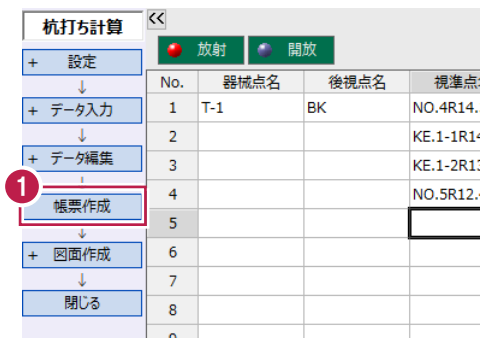 杭打ち計算
<<
放射 開放
+ 設定
↓
+ データ入力
↓
+ データ編集
↓
1
帳票作成
↓
+ 図面作成
↓
閉じる
No. 器械点名 後視点名 視準点
1 T-1 BK NO.4R14.
2 KE.1-1R14
3 KE.1-2R13
4 NO.5R12.
5
6
7
8